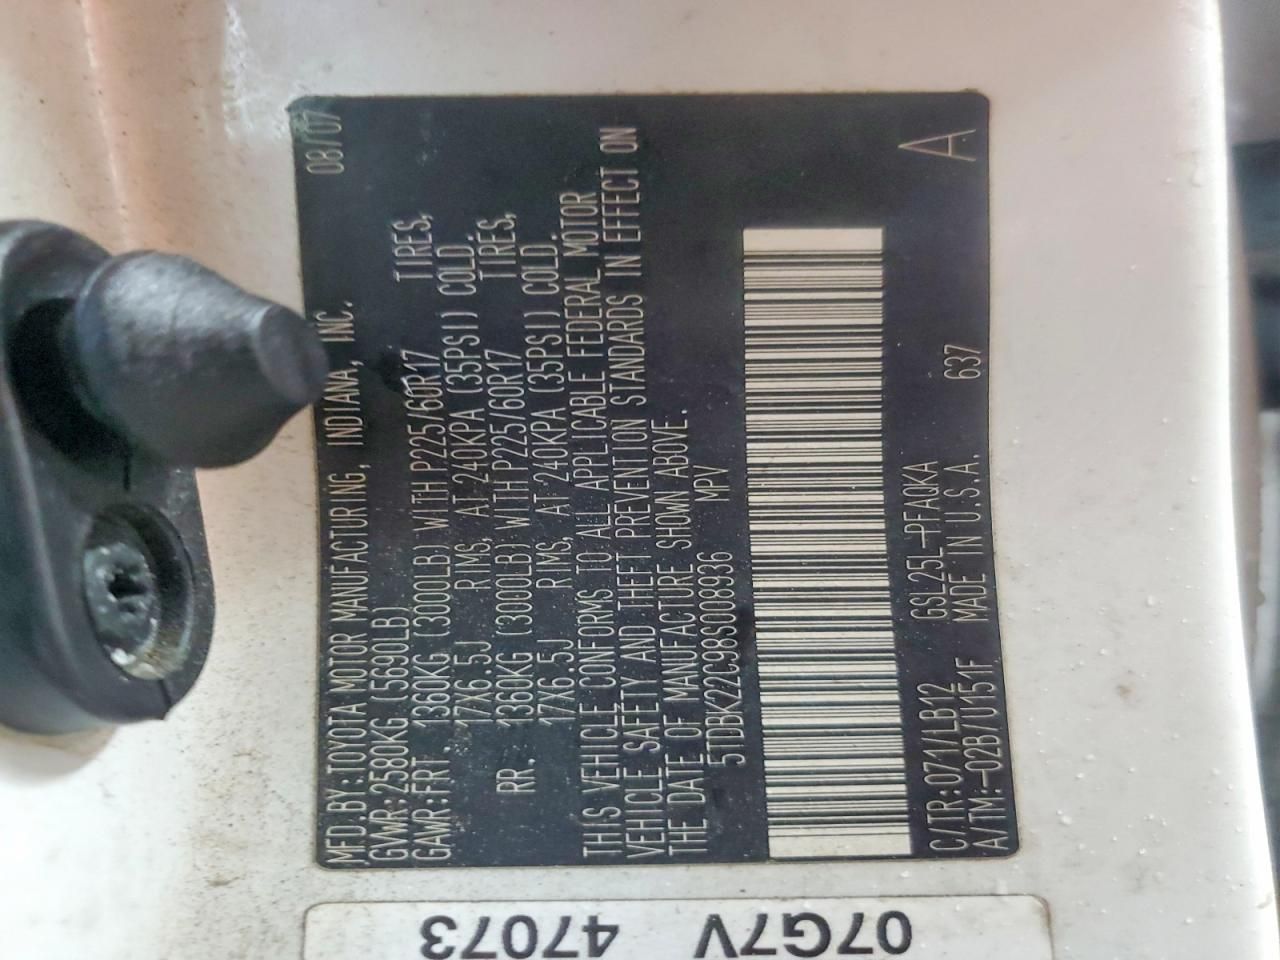 MFD.BY:TOYOTA MOTOR MANUFACTURING, INDIANA, INC. 08/07
GVWR:2580KG (5690LB)
GAWR:FRT. 1360KG (3000LB) WITH P225/60R17 TIRES,
17X6.5J RIMS, AT 240KPA (35PSI) COLD.
RR. 1360KG (3000LB) WITH P225/60R17 TIRES,
17X6.5J RIMS, AT 240KPA (35PSI) COLD.
THIS VEHICLE CONFORMS TO ALL APPLICABLE FEDERAL MOTOR
VEHICLE SAFETY AND THEFT PREVENTION STANDARDS IN EFFECT ON
THE DATE OF MANUFACTURE SHOWN ABOVE.
5TDBK22C98S008936 MPV
C/TR:071/LB12 GSL25L-PFAQKA 637
A/TM:-02B/U151F MADE IN U.S.A.
A
07G7V 47073